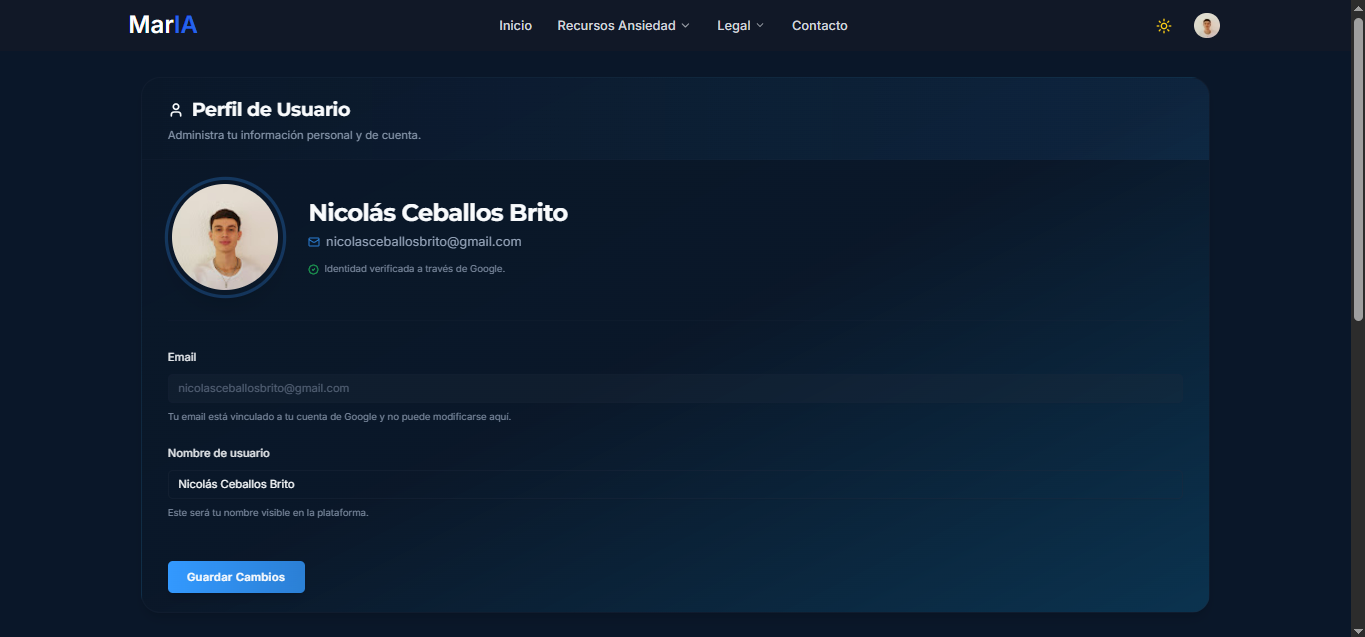 MarIA
Inicio
Recursos Ansiedad
Legal
Contacto
Perfil de Usuario
Administra tu información personal y de cuenta.
Nicolás Ceballos Brito
nicolasceballosbrito@gmail.com
Identidad verificada a través de Google.
Email
nicolasceballosbrito@gmail.com
Tu email está vinculado a tu cuenta de Google y no puede modificarse aquí.
Nombre de usuario
Nicolás Ceballos Brito
Este será tu nombre visible en la plataforma.
Guardar Cambios